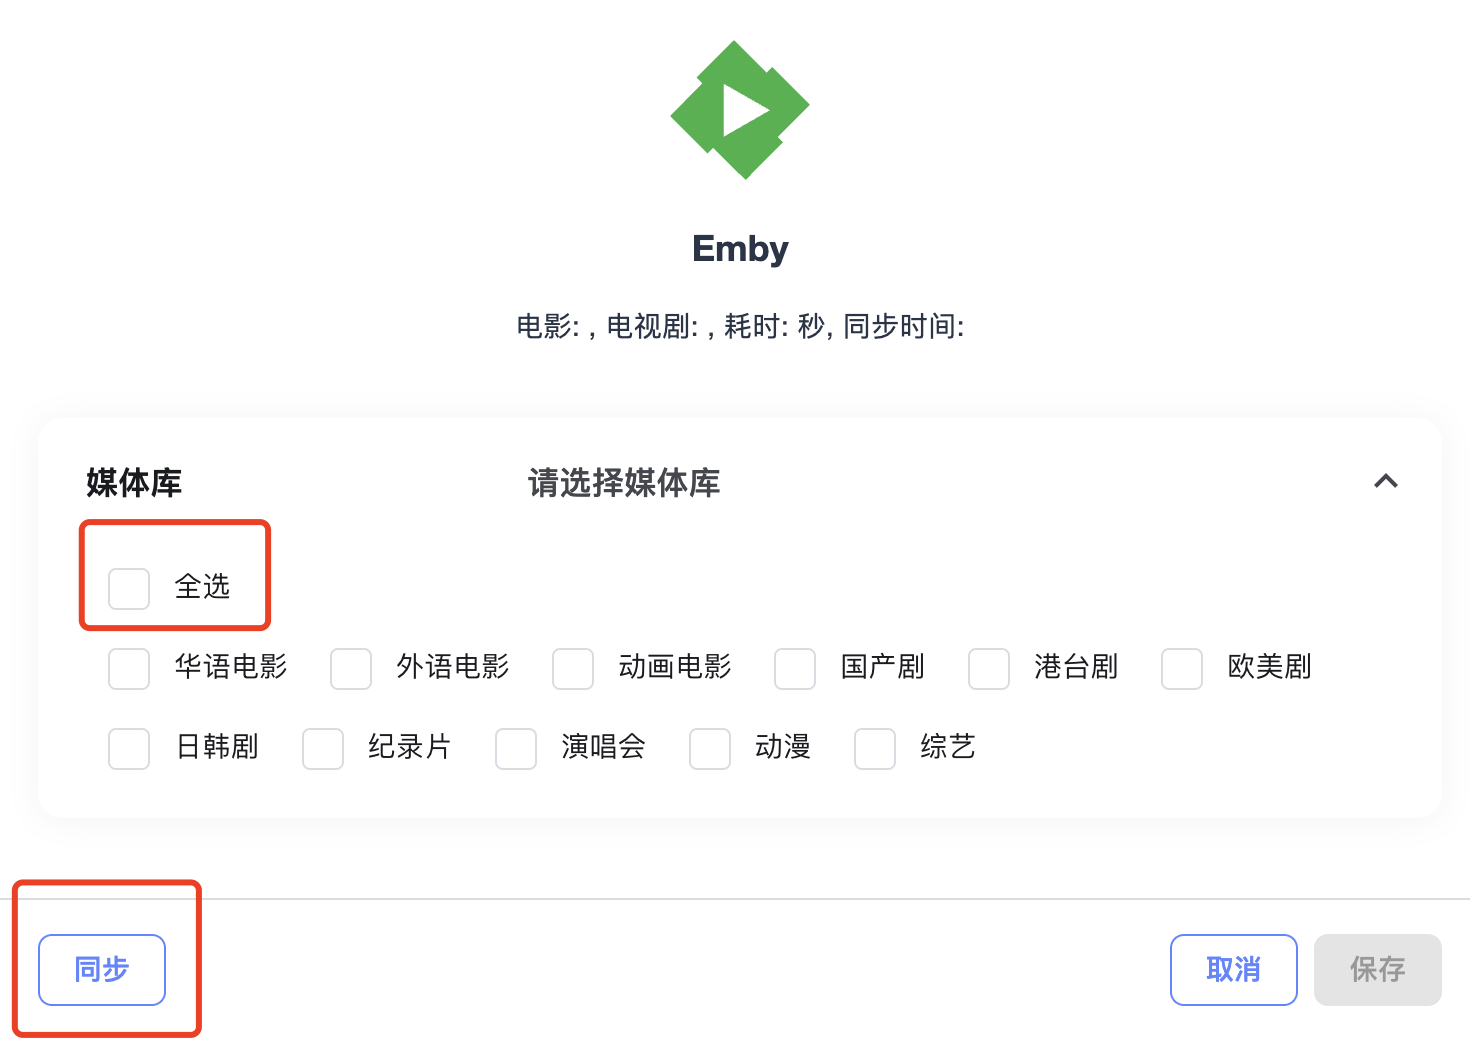 Emby
电影: , 电视剧: , 耗时: 秒, 同步时间:
媒体库 请选择媒体库
全选
华语电影 外语电影 动画电影 国产剧 港台剧 欧美剧
日韩剧 纪录片 演唱会 动漫 综艺
同步 取消 保存